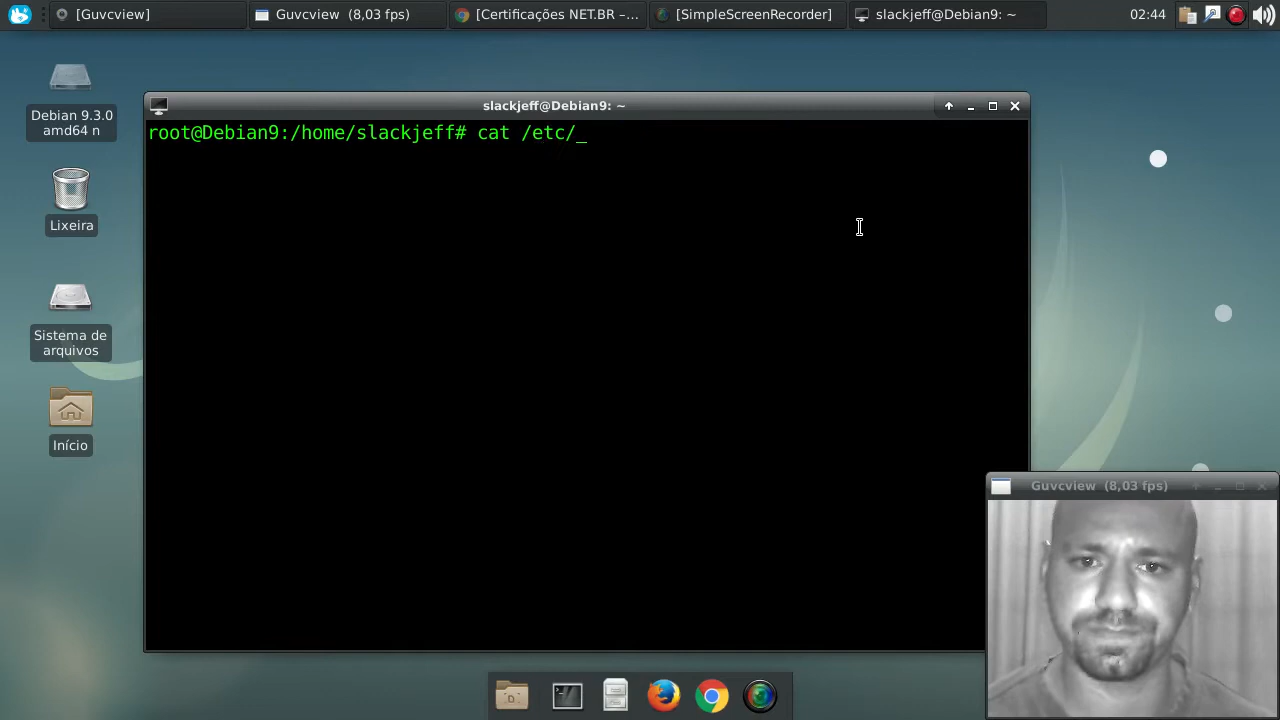 [Guvcview]
Guvcview (8,03 fps)
[Certificações NET.BR –...
[SimpleScreenRecorder]
slackjeff@Debian9: ~
02:44
Debian 9.3.0
amd64 n
Lixeira
Sistema de
arquivos
Início
slackjeff@Debian9: ~
root@Debian9:/home/slackjeff# cat /etc/_
Guvcview (8,03 fps)